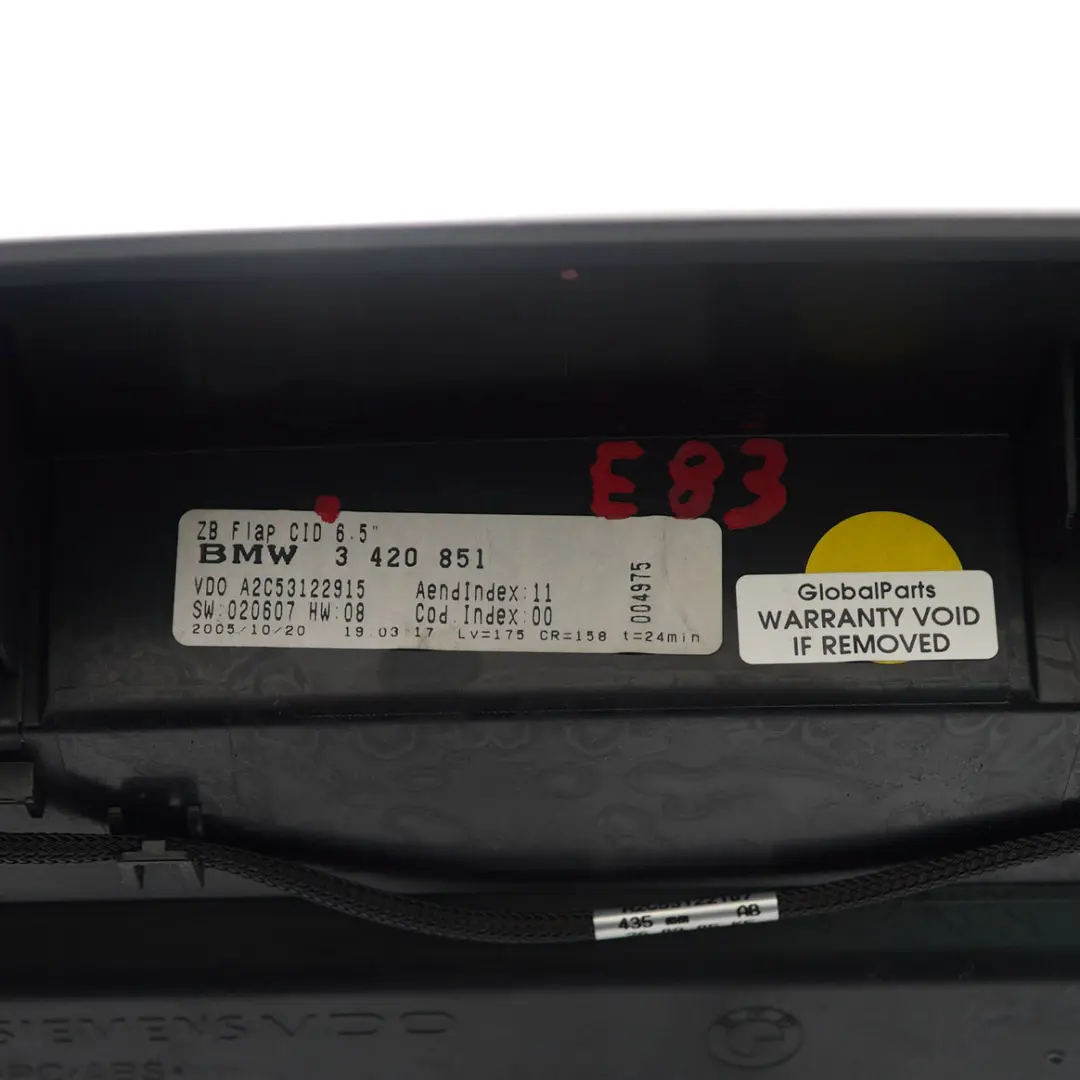 E83
ZB Flap CID 6.5"
BMW 3 420 851
VDO A2C53122915 AendIndex:11
SW:020607 HW:08 Cod.Index:00
2005/10/20 19.03:17 LV=175 CR=158 t=24min
004975
GlobalParts
WARRANTY VOID
IF REMOVED
435 mm AB
SIEMENS VDO